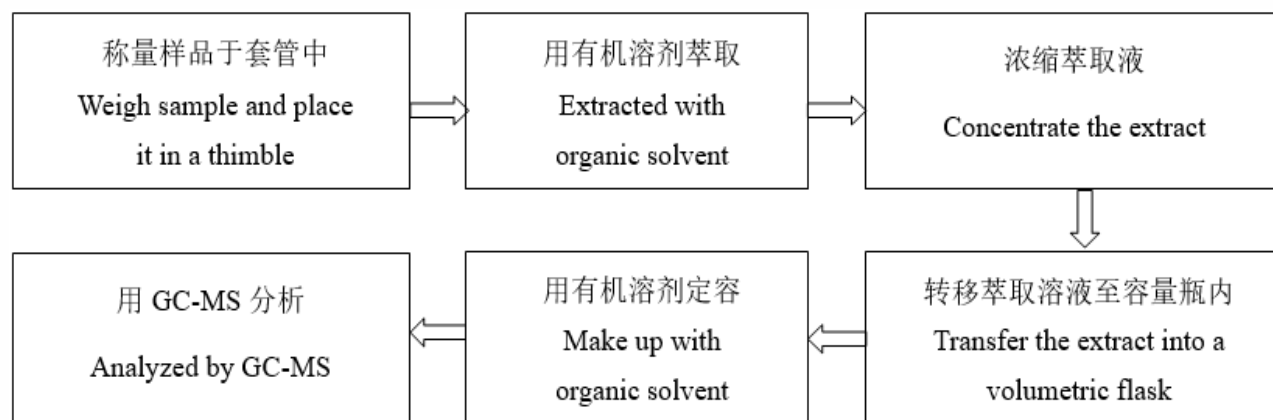 称量样品于套管中
Weigh sample and place
it in a thimble
用有机溶剂萃取
Extracted with
organic solvent
浓缩萃取液
Concentrate the extract
转移萃取溶液至容量瓶内
Transfer the extract into a
volumetric flask
用有机溶剂定容
Make up with
organic solvent
用 GC-MS 分析
Analyzed by GC-MS